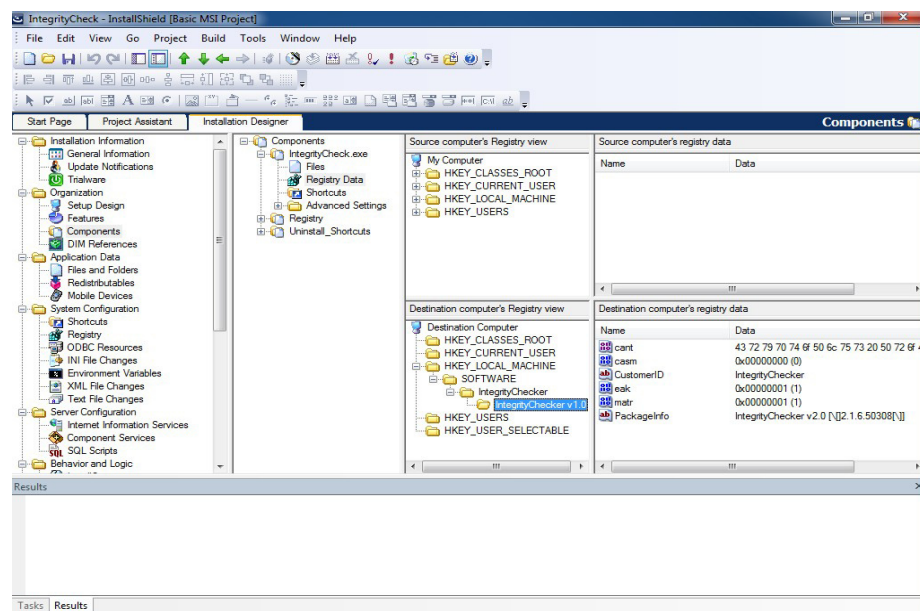 IntegrityCheck - InstallShield [Basic MSI Project]
File Edit View Go Project Build Tools Window Help
Start Page Project Assistant Installation Designer Components
Installation Information
General Information
Update Notifications
Trialware
Organization
Setup Design
Features
Components
DIM References
Application Data
Files and Folders
Redistributables
Mobile Devices
System Configuration
Shortcuts
Registry
ODBC Resources
INI File Changes
Environment Variables
XML File Changes
Text File Changes
Server Configuration
Internet Information Services
Component Services
SQL Scripts
Behavior and Logic
Components
IntegrityCheck.exe
Files
Registry Data
Shortcuts
Advanced Settings
Registry
Uninstall_Shortcuts
Source computer's Registry view
My Computer
HKEY_CLASSES_ROOT
HKEY_CURRENT_USER
HKEY_LOCAL_MACHINE
HKEY_USERS
Source computer's registry data
Name Data
Destination computer's Registry view
Destination Computer
HKEY_CLASSES_ROOT
HKEY_CURRENT_USER
HKEY_LOCAL_MACHINE
SOFTWARE
IntegrityChecker
IntegrityChecker v1.0
HKEY_USERS
HKEY_USER_SELECTABLE
Destination computer's registry data
Name Data
cant 43 72 79 70 74 6f 50 6c 75 73 20 50 72 6f
casm 0x00000000 (0)
CustomerID IntegrityChecker
eak 0x00000001 (1)
matr 0x00000001 (1)
PackageInfo IntegrityChecker v2.0 [\[]2.1.6.50308[\]]
Results
Tasks Results